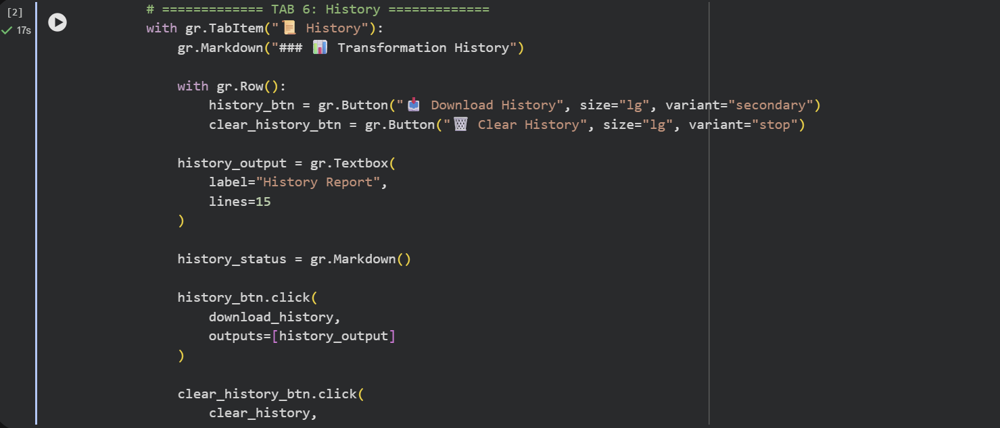 [2]
17s
# ============= TAB 6: History =============
with gr.TabItem("📜 History"):
    gr.Markdown("### 📊 Transformation History")
    with gr.Row():
        history_btn = gr.Button("📥 Download History", size="lg", variant="secondary")
        clear_history_btn = gr.Button("🗑️ Clear History", size="lg", variant="stop")
    history_output = gr.Textbox(
        label="History Report",
        lines=15
    )
    history_status = gr.Markdown()
    history_btn.click(
        download_history,
        outputs=[history_output]
    )
    clear_history_btn.click(
        clear_history,